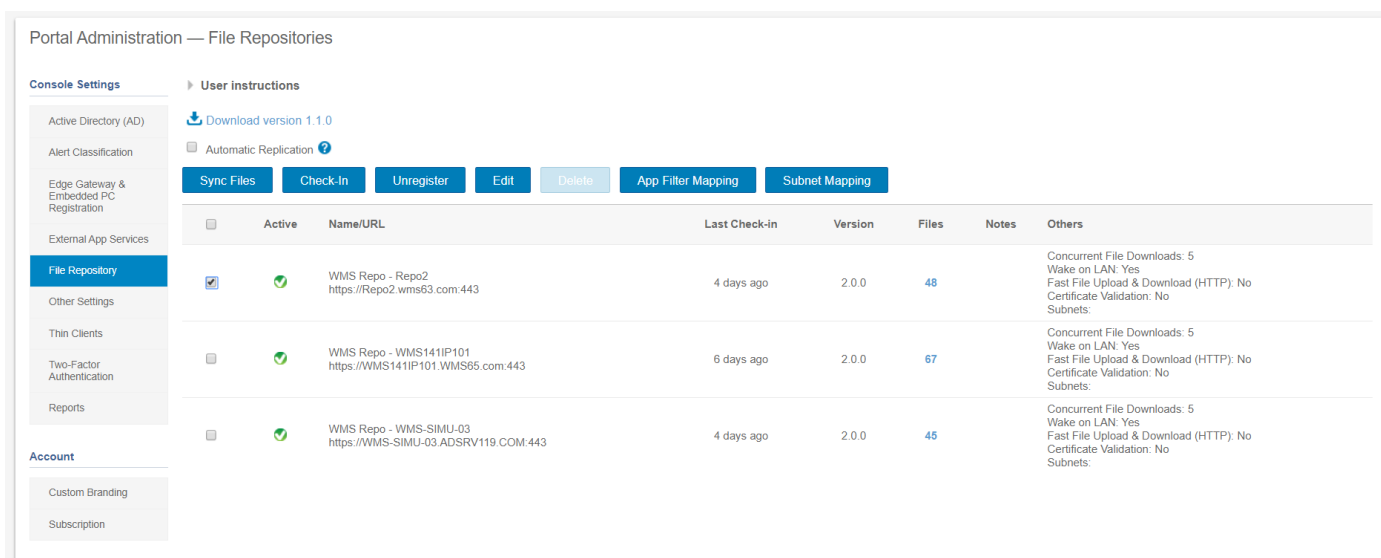 Portal Administration — File Repositories
Console Settings
Active Directory (AD)
Alert Classification
Edge Gateway &
Embedded PC
Registration
External App Services
File Repository
Other Settings
Thin Clients
Two-Factor
Authentication
Reports
Account
Custom Branding
Subscription
User instructions
Download version 1.1.0
Automatic Replication ?
Sync Files Check-In Unregister Edit Delete App Filter Mapping Subnet Mapping
Active Name/URL Last Check-in Version Files Notes Others
WMS Repo - Repo2
https://Repo2.wms63.com:443
4 days ago 2.0.0 48
Concurrent File Downloads: 5
Wake on LAN: Yes
Fast File Upload & Download (HTTP): No
Certificate Validation: No
Subnets:
WMS Repo - WMS141IP101
https://WMS141IP101.WMS65.com:443
6 days ago 2.0.0 67
Concurrent File Downloads: 5
Wake on LAN: Yes
Fast File Upload & Download (HTTP): No
Certificate Validation: No
Subnets:
WMS Repo - WMS-SIMU-03
https://WMS-SIMU-03.ADSRV119.COM:443
4 days ago 2.0.0 45
Concurrent File Downloads: 5
Wake on LAN: Yes
Fast File Upload & Download (HTTP): No
Certificate Validation: No
Subnets: